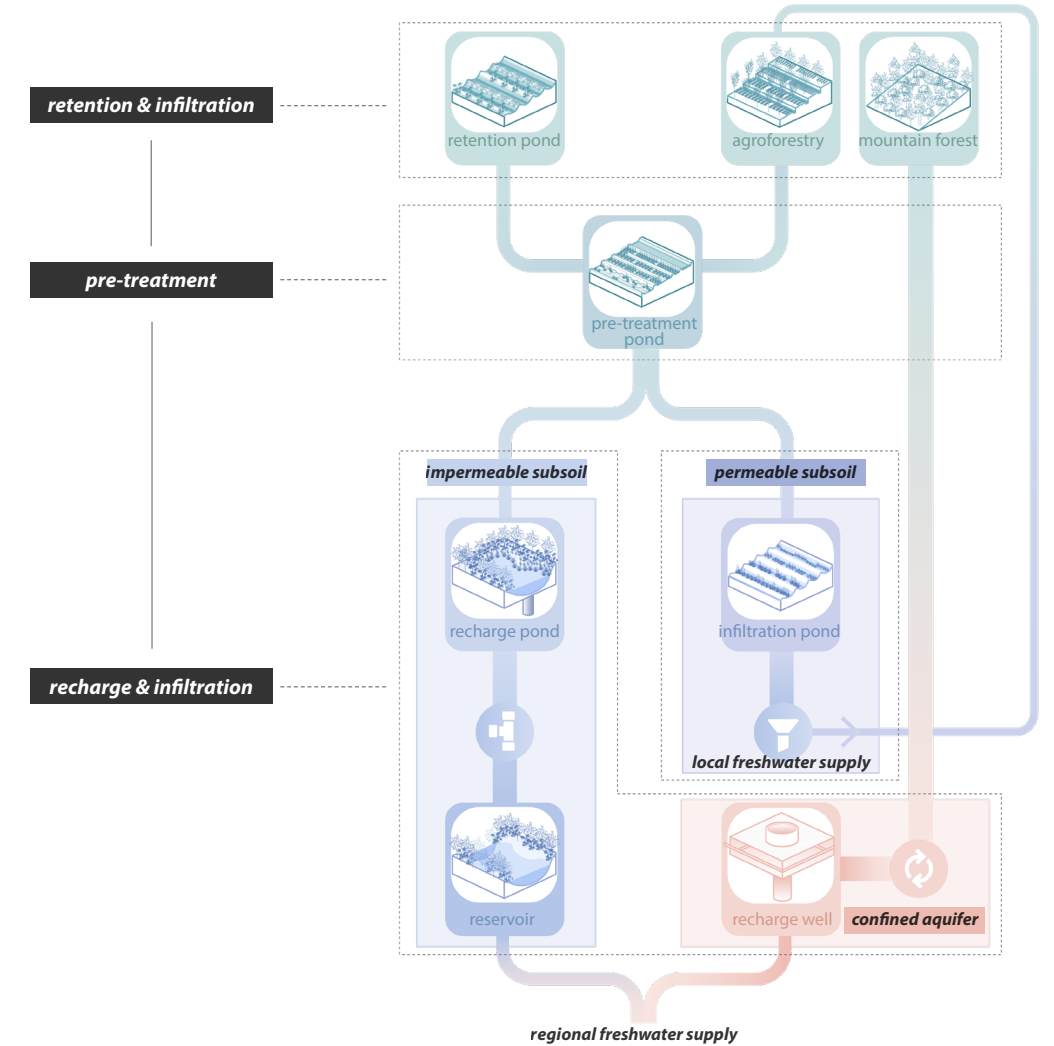 retention & infiltration
retention pond
agroforestry
mountain forest
pre-treatment
pre-treatment
pond
impermeable subsoil
permeable subsoil
recharge pond
infiltration pond
recharge & infiltration
local freshwater supply
reservoir
recharge well
confined aquifer
regional freshwater supply